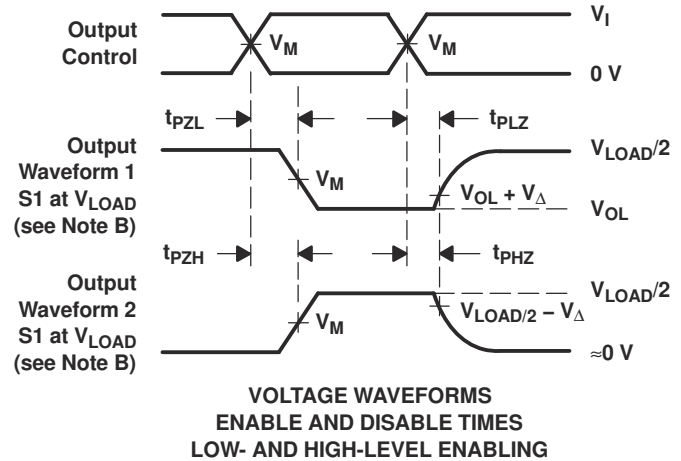 Output
Control
V_M
V_M
V_I
0 V
t_PZL
t_PLZ
Output
Waveform 1
S1 at V_LOAD
(see Note B)
V_M
V_OL + V_Δ
V_LOAD/2
V_OL
t_PZH
t_PHZ
Output
Waveform 2
S1 at V_LOAD
(see Note B)
V_M
V_LOAD/2 − V_Δ
V_LOAD/2
≈0 V
VOLTAGE WAVEFORMS
ENABLE AND DISABLE TIMES
LOW- AND HIGH-LEVEL ENABLING